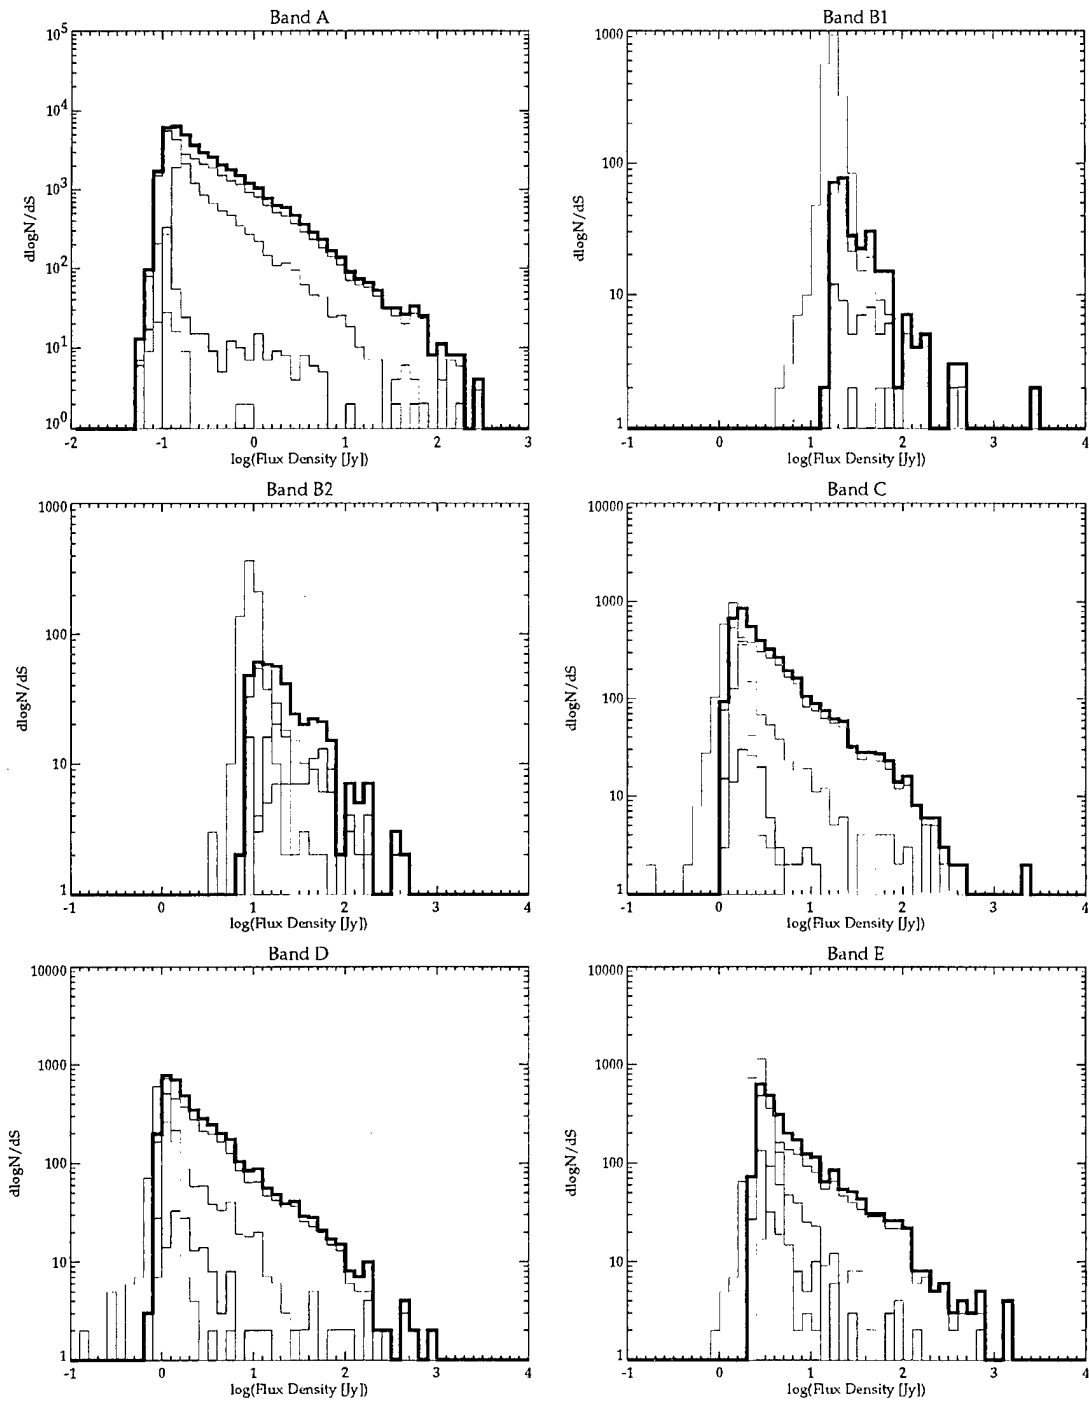 Band A
10^5
10^4
10^3
10^2
10^1
10^0
dlogN/dS
-2 -1 0 1 2 3
log(Flux Density [Jy])
Band B1
1000
100
10
1
dlogN/dS
-1 0 1 2 3 4
log(Flux Density [Jy])
Band B2
1000
100
10
1
dlogN/dS
-1 0 1 2 3 4
log(Flux Density [Jy])
Band C
10000
1000
100
10
1
dlogN/dS
-1 0 1 2 3 4
log(Flux Density [Jy])
Band D
10000
1000
100
10
1
dlogN/dS
-1 0 1 2 3 4
log(Flux Density [Jy])
Band E
10000
1000
100
10
1
dlogN/dS
-1 0 1 2 3 4
log(Flux Density [Jy])